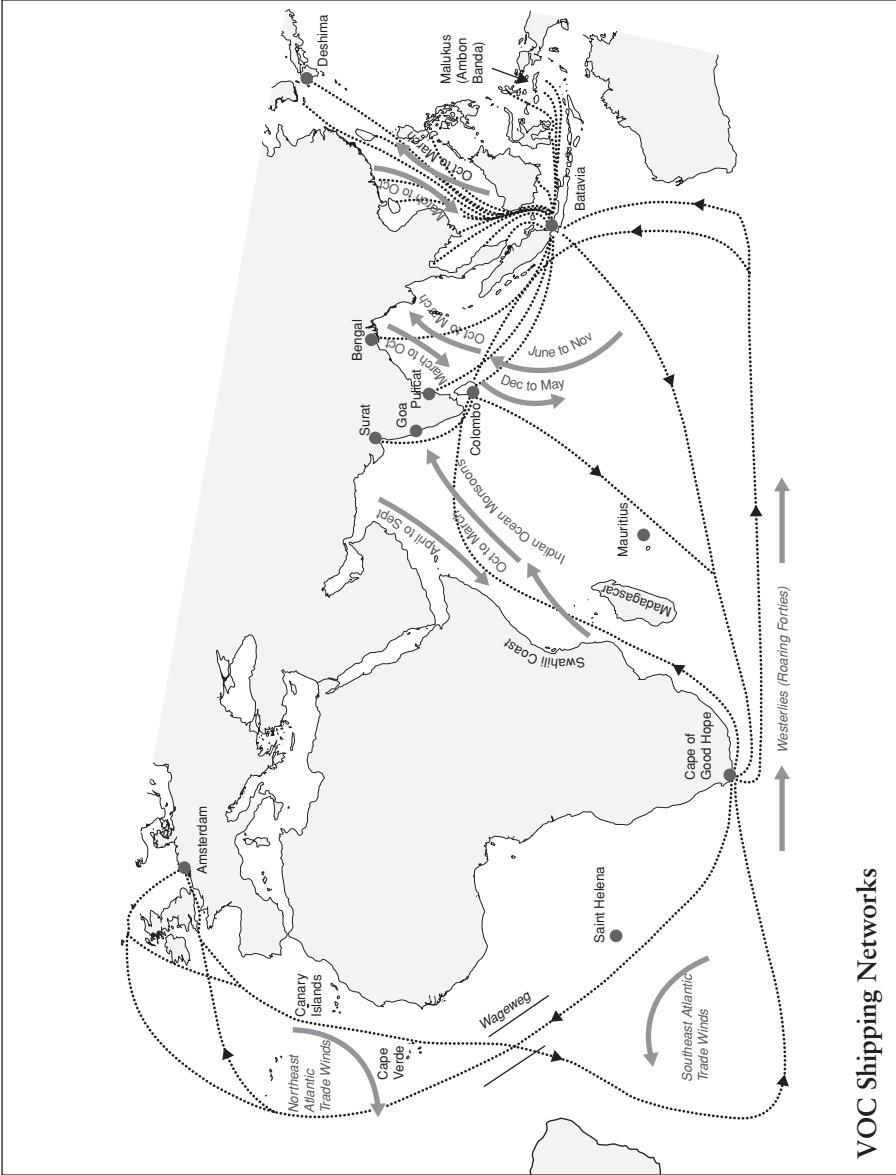 Deshima
Malukus
(Ambon
Banda)
Oct to March
March to Oct
Batavia
Bengal
Oct to March
March to Oct
June to Nov
Dec to May
Pulicat
Goa
Surat
Colombo
Indian Ocean Monsoons
Oct to March
April to Sept
Mauritius
Madagascar
Swahili Coast
Westerlies (Roaring Forties)
Cape of
Good Hope
Amsterdam
Saint Helena
Canary
Islands
Wageweg
Cape
Verde
Northeast
Atlantic
Trade Winds
Southeast Atlantic
Trade Winds
VOC Shipping Networks